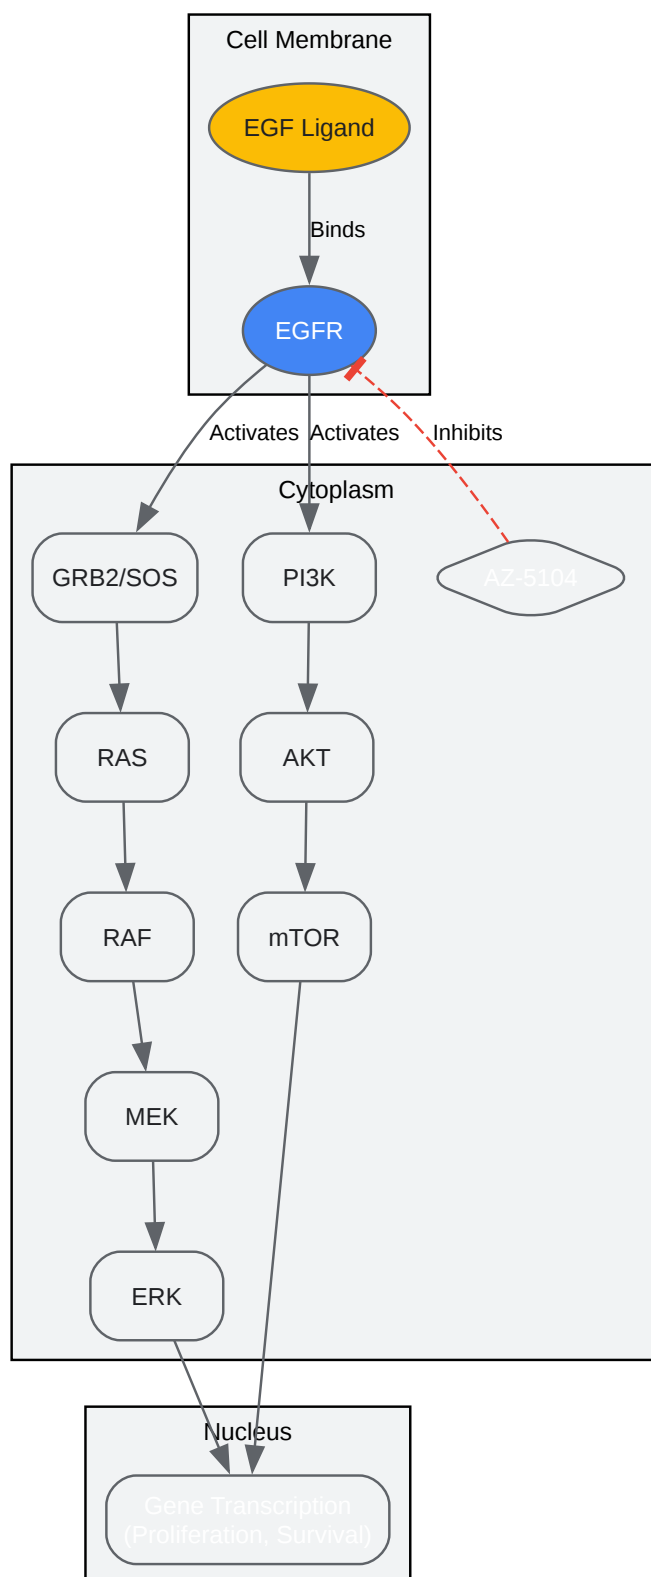 Cell Membrane
EGF Ligand
Binds
EGFR
Activates
Activates
Inhibits
Cytoplasm
GRB2/SOS
PI3K
AZ-5104
RAS
AKT
RAF
mTOR
MEK
ERK
Nucleus
Gene Transcription
(Proliferation, Survival)